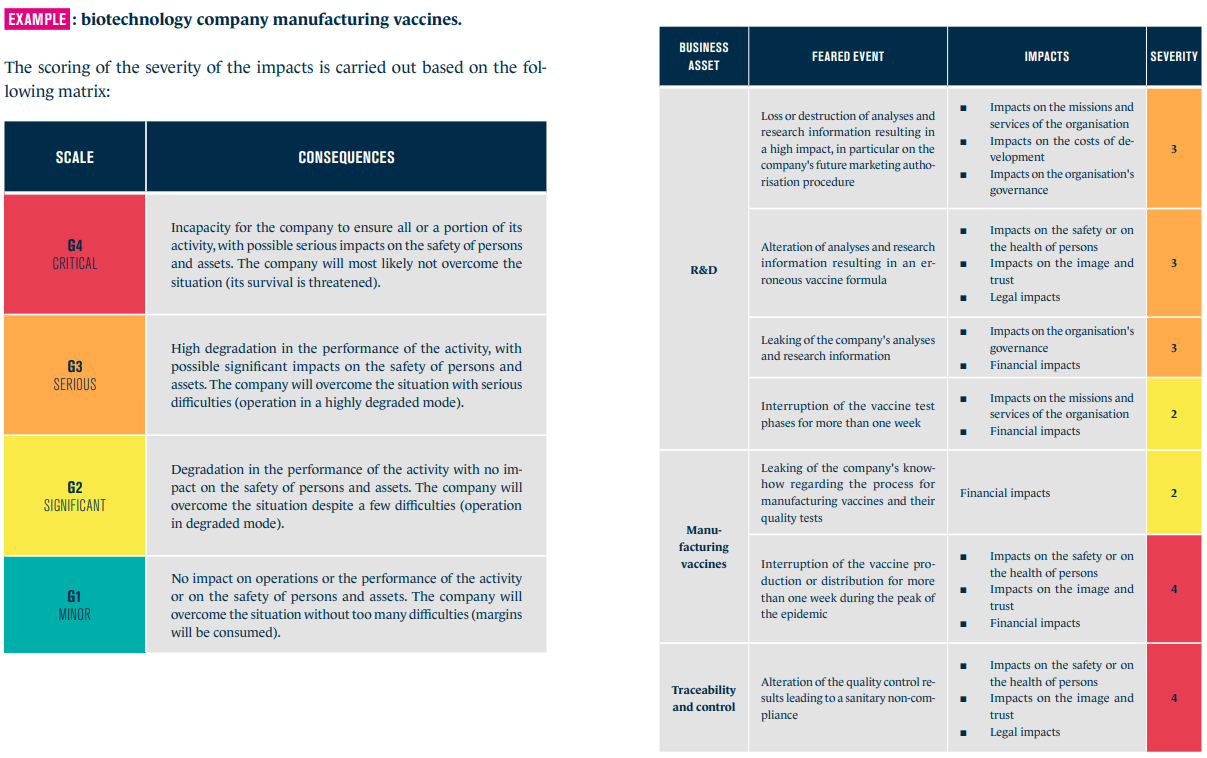 EXAMPLE : biotechnology company manufacturing vaccines.
The scoring of the severity of the impacts is carried out based on the fol-
lowing matrix:
SCALE
CONSEQUENCES
G4
CRITICAL
Incapacity for the company to ensure all or a portion of its
activity, with possible serious impacts on the safety of persons
and assets. The company will most likely not overcome the
situation (its survival is threatened).
G3
SERIOUS
High degradation in the performance of the activity, with
possible significant impacts on the safety of persons and
assets. The company will overcome the situation with serious
difficulties (operation in a highly degraded mode).
G2
SIGNIFICANT
Degradation in the performance of the activity with no im-
pact on the safety of persons and assets. The company will
overcome the situation despite a few difficulties (operation
in degraded mode).
G1
MINOR
No impact on operations or the performance of the activity
or on the safety of persons and assets. The company will
overcome the situation without too many difficulties (margins
will be consumed).
BUSINESS
ASSET
FEARED EVENT
IMPACTS
SEVERITY
R&D
Loss or destruction of analyses and
research information resulting in
a high impact, in particular on the
company's future marketing autho-
risation procedure
■ Impacts on the missions and
services of the organisation
■ Impacts on the costs of de-
velopment
■ Impacts on the organisation's
governance
3
Alteration of analyses and research
information resulting in an er-
roneous vaccine formula
■ Impacts on the safety or on
the health of persons
■ Impacts on the image and
trust
■ Legal impacts
3
Leaking of the company's analyses
and research information
■ Impacts on the organisation's
governance
■ Financial impacts
3
Interruption of the vaccine test
phases for more than one week
■ Impacts on the missions and
services of the organisation
■ Financial impacts
2
Manu-
facturing
vaccines
Leaking of the company's know-
how regarding the process for
manufacturing vaccines and their
quality tests
Financial impacts
2
Interruption of the vaccine pro-
duction or distribution for more
than one week during the peak of
the epidemic
■ Impacts on the safety or on
the health of persons
■ Impacts on the image and
trust
■ Financial impacts
4
Traceability
and control
Alteration of the quality control re-
sults leading to a sanitary non-com-
pliance
■ Impacts on the safety or on
the health of persons
■ Impacts on the image and
trust
■ Legal impacts
4